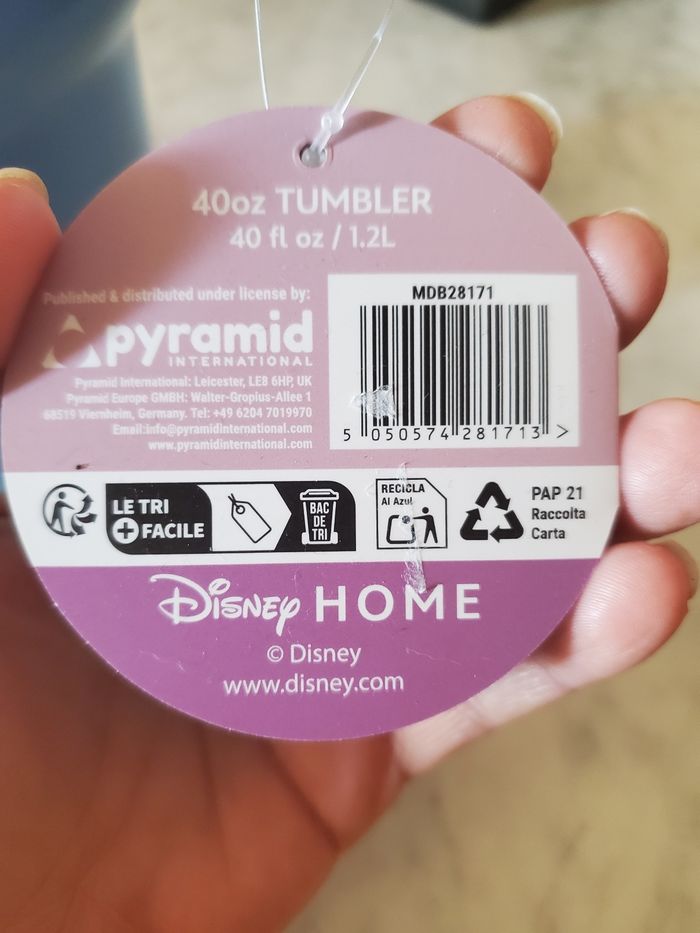 40oz TUMBLER
40 fl oz / 1.2L
Published & distributed under license by:
pyramid
INTERNATIONAL
Pyramid International: Leicester, LE8 6HP, UK
Pyramid Europe GMBH: Walter-Gropius-Allee 1
68519 Viernheim, Germany. Tel: +49 6204 7019970
Email:info@pyramidinternational.com
www.pyramidinternational.com
MDB28171
5 050574 281713 >
LE TRI
+ FACILE
BAC
DE
TRI
RECICLA
Al Azul
PAP 21
Raccolta
Carta
Disney HOME
© Disney
www.disney.com